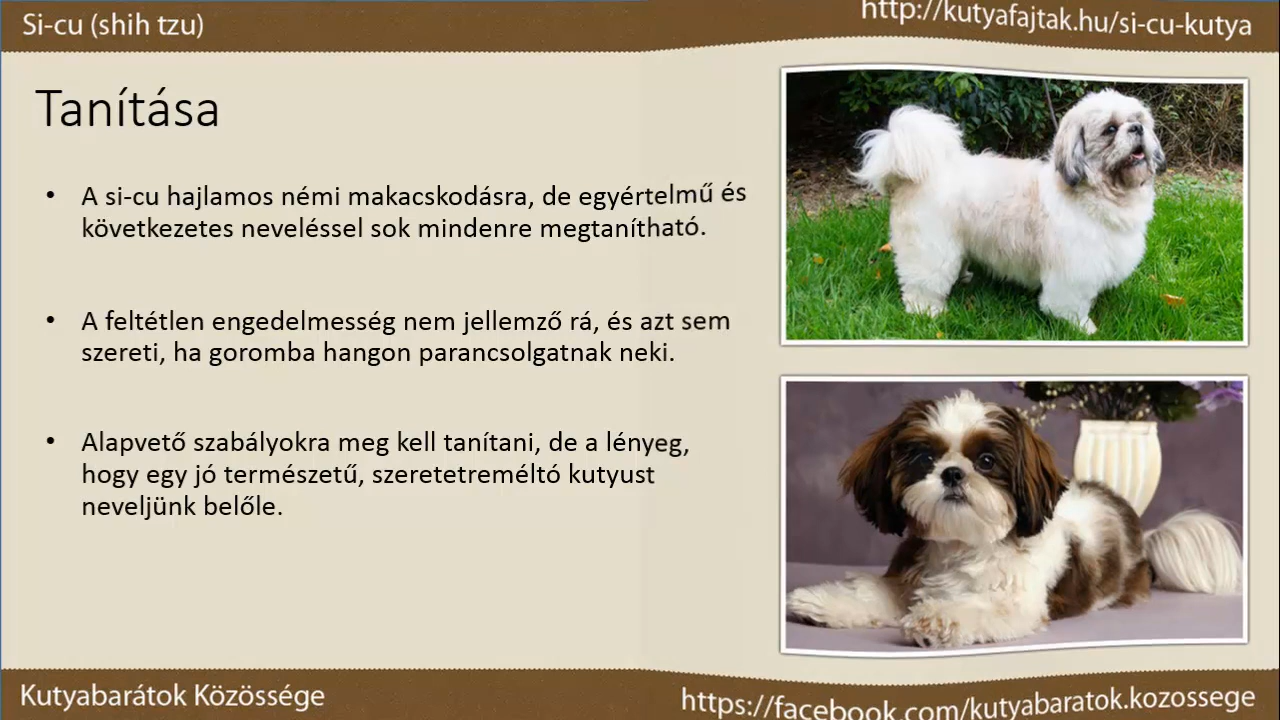 Si-cu (shih tzu)
http://kutyafajtak.hu/si-cu-kutya
Tanítása
• A si-cu hajlamos némi makacskodásra, de egyértelmű és
következetes neveléssel sok mindenre megtanítható.
• A feltétlen engedelmesség nem jellemző rá, és azt sem
szereti, ha goromba hangon parancsolgatnak neki.
• Alapvető szabályokra meg kell tanítani, de a lényeg,
hogy egy jó természetű, szeretetreméltó kutyust
neveljünk belőle.
Kutyabarátok Közössége
https://facebook.com/kutyabaratok.kozossege